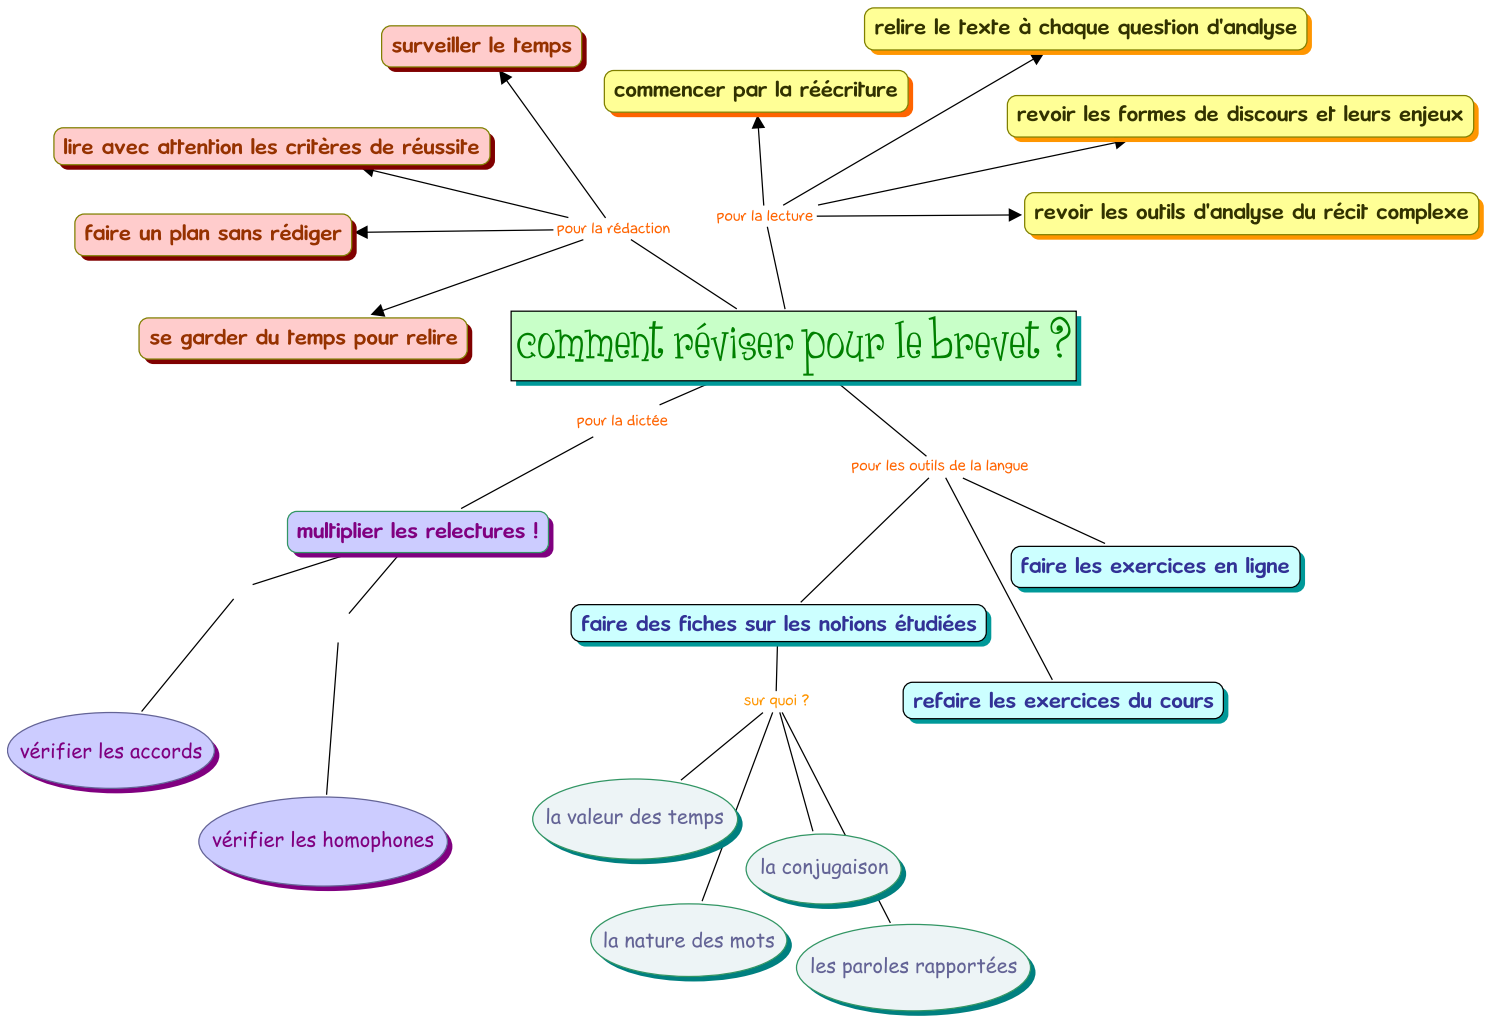 relire le texte à chaque question d'analyse
surveiller le temps
commencer par la réécriture
revoir les formes de discours et leurs enjeux
lire avec attention les critères de réussite
revoir les outils d'analyse du récit complexe
pour la lecture
pour la rédaction
faire un plan sans rédiger
se garder du temps pour relire
comment réviser pour le brevet ?
pour la dictée
pour les outils de la langue
multiplier les relectures !
faire les exercices en ligne
faire des fiches sur les notions étudiées
refaire les exercices du cours
sur quoi ?
vérifier les accords
vérifier les homophones
la valeur des temps
la conjugaison
la nature des mots
les paroles rapportées